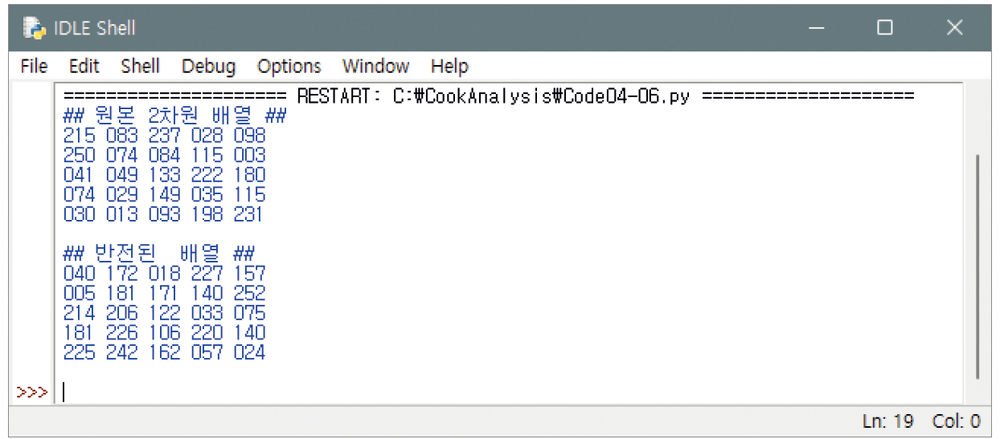 IDLE Shell
File Edit Shell Debug Options Window Help
===================== RESTART: C:₩CookAnalysis₩Code04-06.py ====================
## 원본 2차원 배열 ##
215 083 237 028 098
250 074 084 115 003
041 049 133 222 180
074 029 149 035 115
030 013 093 198 231
## 반전된  배열 ##
040 172 018 227 157
005 181 171 140 252
214 206 122 033 075
181 226 106 220 140
225 242 162 057 024
>>>
Ln: 19 Col: 0